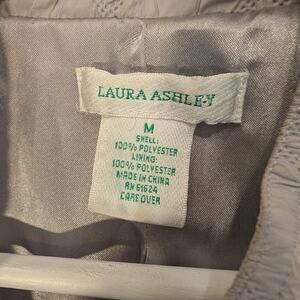 LAURA ASHLEY
M
SHELL:
100% POLYESTER
LINING:
100% POLYESTER
MADE IN CHINA
RN 61624
CARE OVER